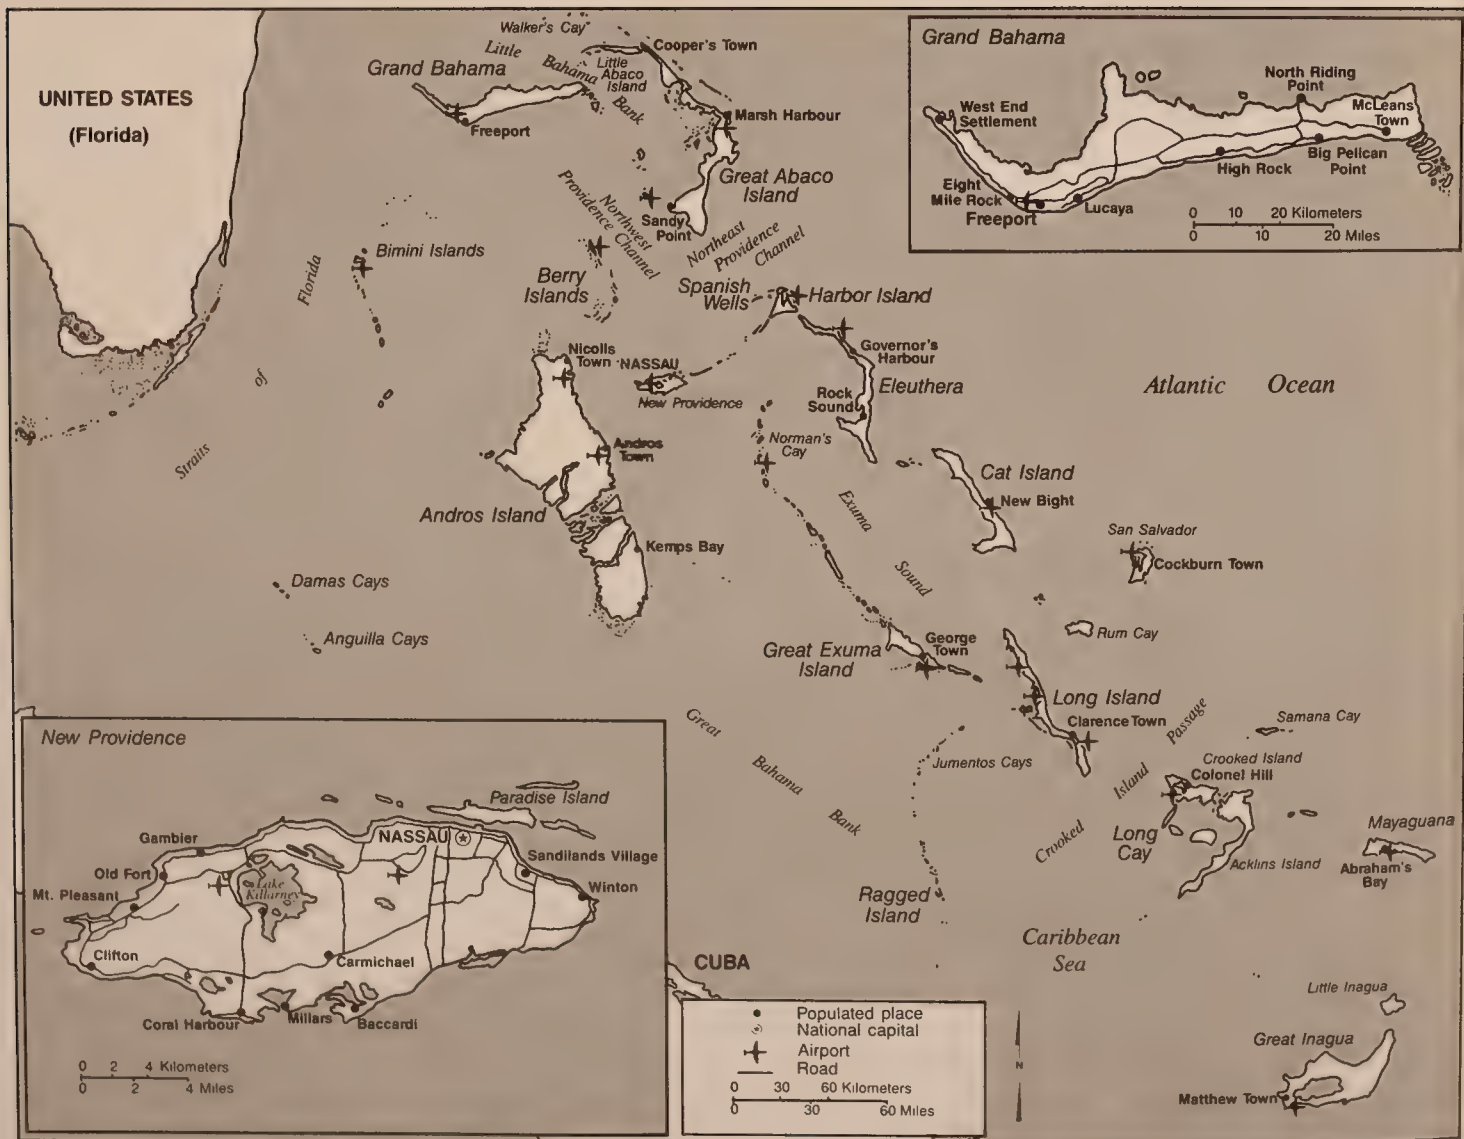 UNITED STATES
(Florida)
Walker's Cay
Little
Bahama
Bank
Cooper's Town
Little
Abaco
Island
Grand Bahama
Freeport
Marsh Harbour
Great Abaco
Island
Sandy
Point
Northwest
Providence Channel
Northeast
Providence
Channel
Bimini Islands
Straits
of
Florida
Berry
Islands
Spanish
Wells
Harbor Island
Nicolls
Town
NASSAU
New Providence
Governor's
Harbour
Eleuthera
Rock
Sound
Atlantic Ocean
Andros
Town
Norman's
Cay
Andros Island
Cat Island
New Bight
Exuma
Sound
San Salvador
Cockburn Town
Kemps Bay
Damas Cays
Anguilla Cays
Rum Cay
Great Exuma
Island
George
Town
Long Island
Clarence Town
Great
Bahama
Bank
Jumentos Cays
Crooked
Island
Passage
Samana Cay
Crooked Island
Colonel Hill
Long
Cay
Acklins Island
Mayaguana
Abraham's
Bay
Ragged
Island
Caribbean
Sea
CUBA
Little Inagua
Great Inagua
Matthew Town
Grand Bahama
West End
Settlement
North Riding
Point
McLeans
Town
Big Pelican
Point
High Rock
Eight
Mile Rock
Freeport
Lucaya
0 10 20 Kilometers
0 10 20 Miles
New Providence
Paradise Island
Gambier
NASSAU
Sandilands Village
Old Fort
Lake
Killarney
Mt. Pleasant
Winton
Clifton
Carmichael
Coral Harbour
Millars
Baccardi
0 2 4 Kilometers
0 2 4 Miles
Populated place
National capital
Airport
Road
0 30 60 Kilometers
0 30 60 Miles
N